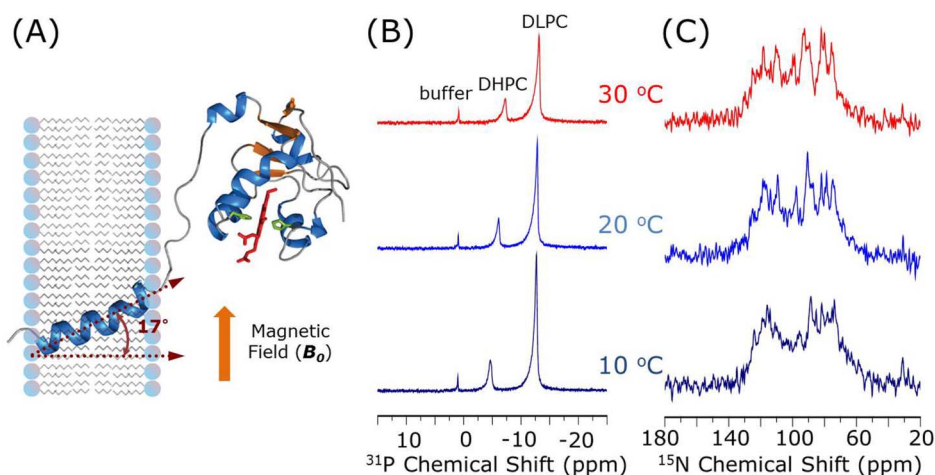 (A)
17°
Magnetic
Field (B₀)
(B)
DLPC
DHPC
buffer
30 °C
20 °C
10 °C
15 0 -10 -20
³¹P Chemical Shift (ppm)
(C)
180 140 100 60 20
¹⁵N Chemical Shift (ppm)